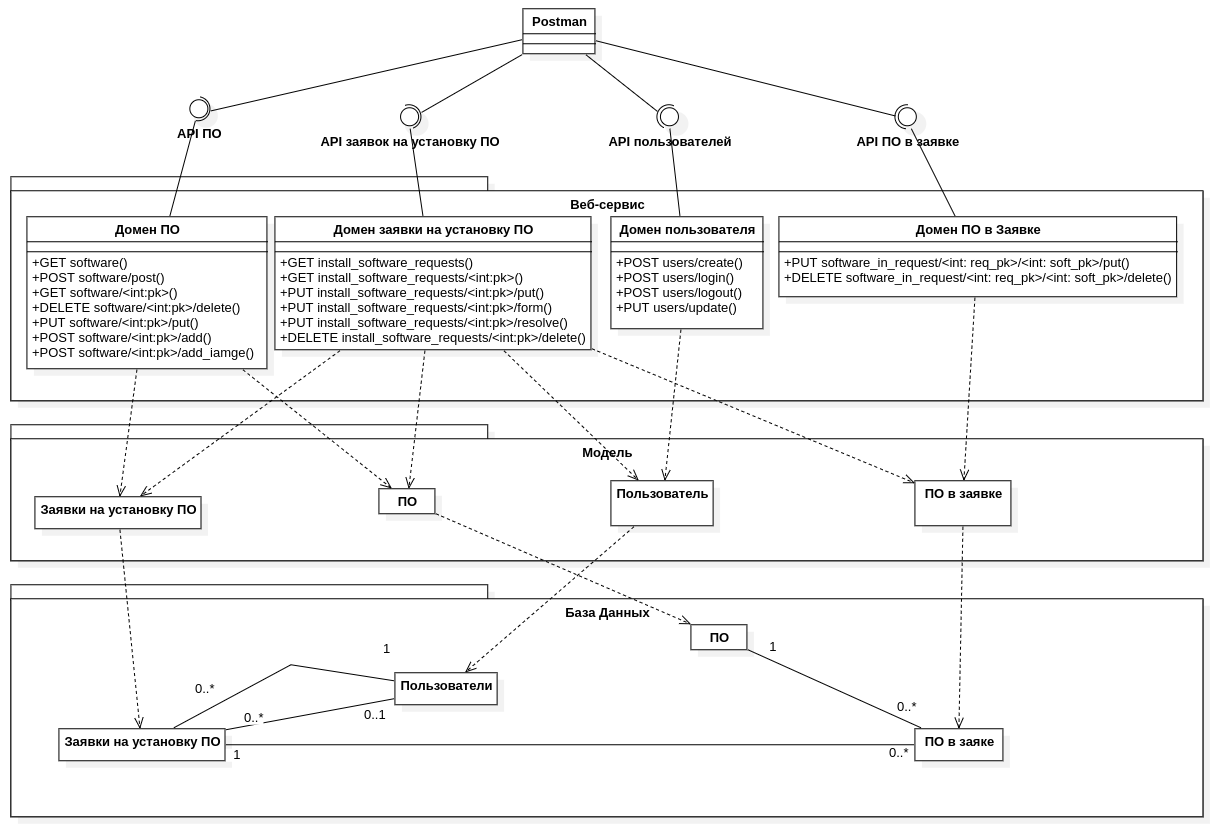 Postman
API ПО
API заявок на установку ПО
API пользователей
API ПО в заявке
Веб-сервис
Домен ПО
+GET software()
+POST software/post()
+GET software/<int:pk>()
+DELETE software/<int:pk>/delete()
+PUT software/<int:pk>/put()
+POST software/<int:pk>/add()
+POST software/<int:pk>/add_iamge()
Домен заявки на установку ПО
+GET install_software_requests()
+GET install_software_requests/<int:pk>()
+PUT install_software_requests/<int:pk>/put()
+PUT install_software_requests/<int:pk>/form()
+PUT install_software_requests/<int:pk>/resolve()
+DELETE install_software_requests/<int:pk>/delete()
Домен пользователя
+POST users/create()
+POST users/login()
+POST users/logout()
+PUT users/update()
Домен ПО в Заявке
+PUT software_in_request/<int: req_pk>/<int: soft_pk>/put()
+DELETE software_in_request/<int: req_pk>/<int: soft_pk>/delete()
Модель
Заявки на установку ПО
ПО
Пользователь
ПО в заявке
База Данных
ПО
1
1
0..*
Пользователи
0..*
0..*
0..1
Заявки на установку ПО
1
0..*
ПО в заяке